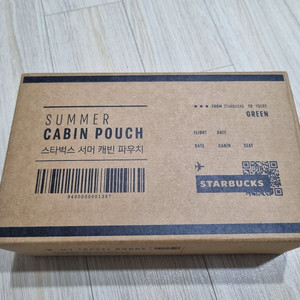 SUMMER
CABIN POUCH
스타벅스 서머 캐빈 파우치
★★★ FROM STARBUCKS TO YOURS
GREEN
FLIGHT DATE
GATE CABIN SEAT
STARBUCKS